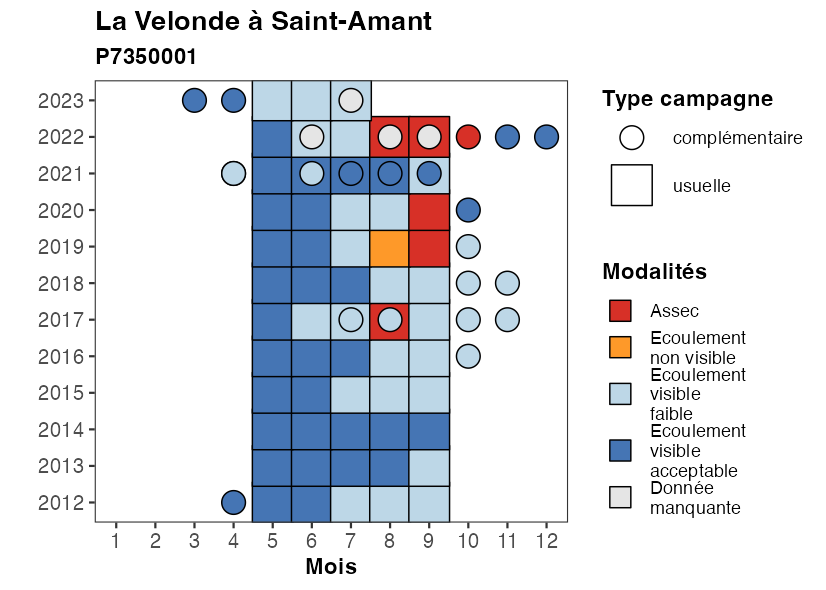 La Velonde à Saint-Amant
P7350001
2023
2022
2021
2020
2019
2018
2017
2016
2015
2014
2013
2012
1 2 3 4 5 6 7 8 9 10 11 12
Mois
Type campagne
complémentaire
usuelle
Modalités
Assec
Ecoulement
non visible
Ecoulement
visible
faible
Ecoulement
visible
acceptable
Donnée
manquante